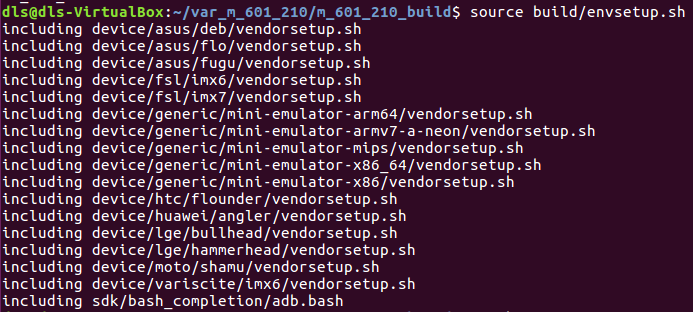 dls@dls-VirtualBox:~/var_m_601_210/m_601_210_build$ source build/envsetup.sh
including device/asus/deb/vendorsetup.sh
including device/asus/flo/vendorsetup.sh
including device/asus/fugu/vendorsetup.sh
including device/fsl/imx6/vendorsetup.sh
including device/fsl/imx7/vendorsetup.sh
including device/generic/mini-emulator-arm64/vendorsetup.sh
including device/generic/mini-emulator-armv7-a-neon/vendorsetup.sh
including device/generic/mini-emulator-mips/vendorsetup.sh
including device/generic/mini-emulator-x86_64/vendorsetup.sh
including device/generic/mini-emulator-x86/vendorsetup.sh
including device/htc/flounder/vendorsetup.sh
including device/huawei/angler/vendorsetup.sh
including device/lge/bullhead/vendorsetup.sh
including device/lge/hammerhead/vendorsetup.sh
including device/moto/shamu/vendorsetup.sh
including device/variscite/imx6/vendorsetup.sh
including sdk/bash_completion/adb.bash